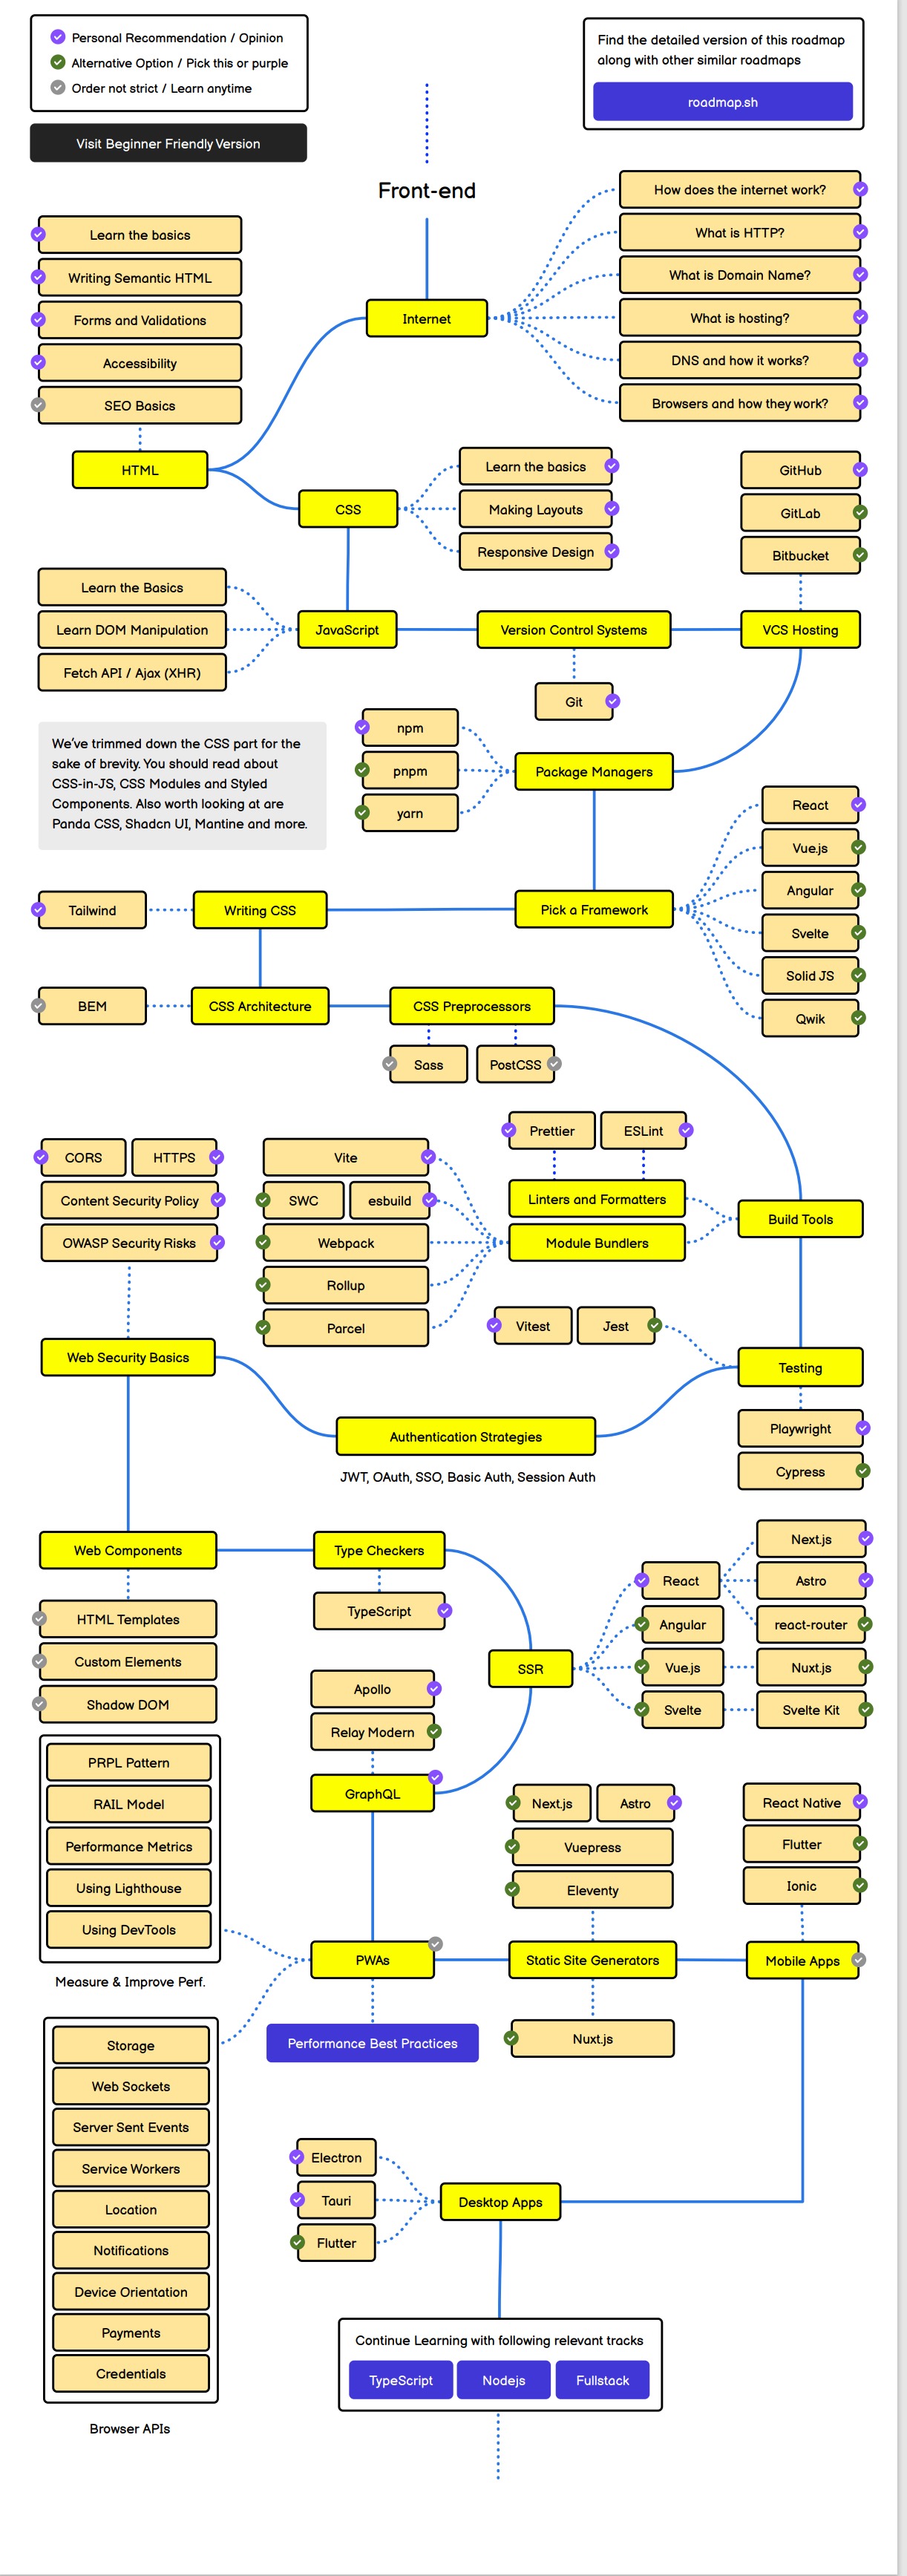 Personal Recommendation / Opinion
Alternative Option / Pick this or purple
Order not strict / Learn anytime
Find the detailed version of this roadmap
along with other similar roadmaps
roadmap.sh
Visit Beginner Friendly Version
Front-end
How does the internet work?
What is HTTP?
What is Domain Name?
What is hosting?
DNS and how it works?
Browsers and how they work?
Internet
Learn the basics
Writing Semantic HTML
Forms and Validations
Accessibility
SEO Basics
HTML
CSS
Learn the basics
Making Layouts
Responsive Design
GitHub
GitLab
Bitbucket
Learn the Basics
Learn DOM Manipulation
Fetch API / Ajax (XHR)
JavaScript
Version Control Systems
VCS Hosting
Git
We've trimmed down the CSS part for the
sake of brevity. You should read about
CSS-in-JS, CSS Modules and Styled
Components. Also worth looking at are
Panda CSS, Shadcn UI, Mantine and more.
npm
pnpm
yarn
Package Managers
React
Vue.js
Angular
Svelte
Solid JS
Qwik
Tailwind
Writing CSS
Pick a Framework
BEM
CSS Architecture
CSS Preprocessors
Sass
PostCSS
Prettier
ESLint
Linters and Formatters
Module Bundlers
Build Tools
CORS
HTTPS
Content Security Policy
OWASP Security Risks
Vite
SWC
esbuild
Webpack
Rollup
Parcel
Vitest
Jest
Web Security Basics
Testing
Authentication Strategies
JWT, OAuth, SSO, Basic Auth, Session Auth
Playwright
Cypress
Web Components
Type Checkers
HTML Templates
Custom Elements
Shadow DOM
TypeScript
SSR
React
Angular
Vue.js
Svelte
Next.js
Astro
react-router
Nuxt.js
Svelte Kit
Apollo
Relay Modern
GraphQL
PRPL Pattern
RAIL Model
Performance Metrics
Using Lighthouse
Using DevTools
Measure & Improve Perf.
Next.js
Astro
Vuepress
Eleventy
React Native
Flutter
Ionic
PWAs
Static Site Generators
Mobile Apps
Performance Best Practices
Nuxt.js
Storage
Web Sockets
Server Sent Events
Service Workers
Location
Notifications
Device Orientation
Payments
Credentials
Browser APIs
Electron
Tauri
Flutter
Desktop Apps
Continue Learning with following relevant tracks
TypeScript
Nodejs
Fullstack